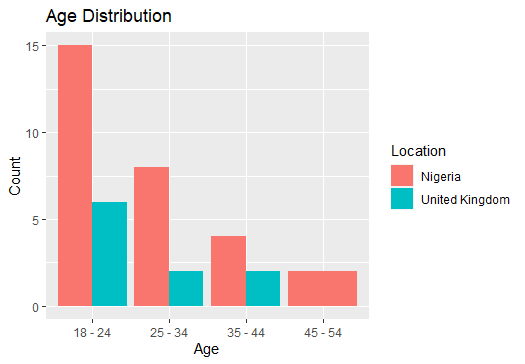 Age Distribution
15
10
5
0
Count
18 - 24
25 - 34
35 - 44
45 - 54
Age
Location
Nigeria
United Kingdom